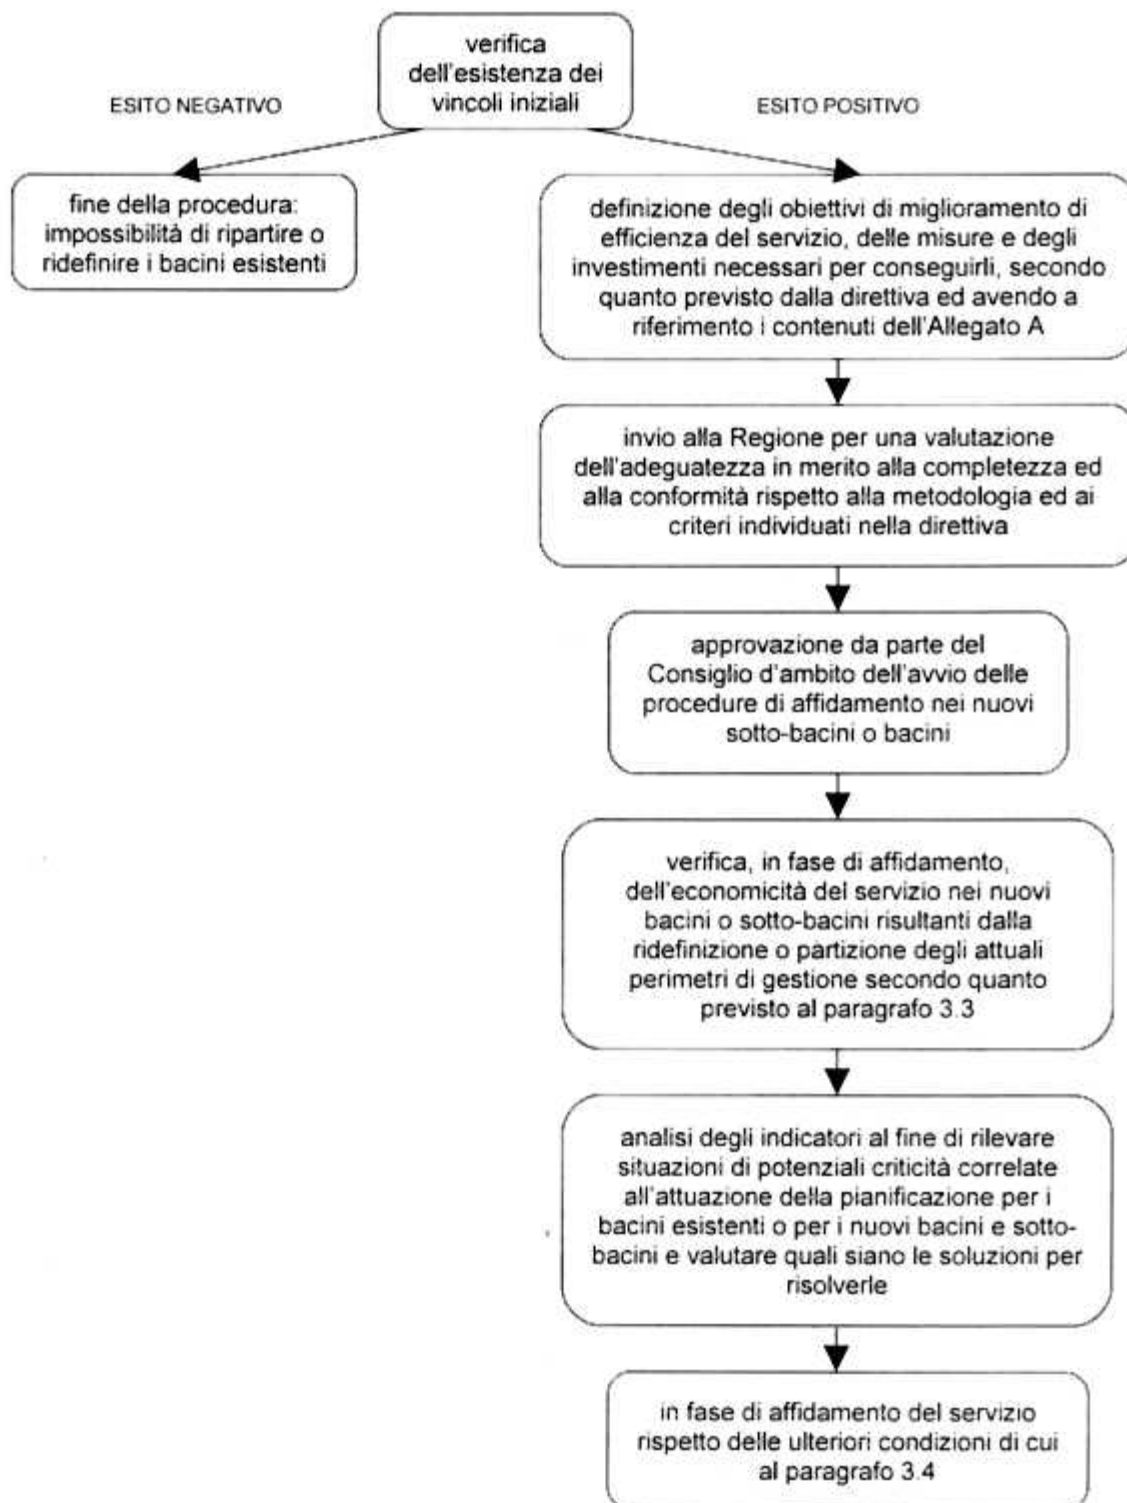 verifica
dell'esistenza dei
vincoli iniziali
ESITO NEGATIVO
ESITO POSITIVO
fine della procedura:
impossibilità di ripartire o
ridefinire i bacini esistenti
definizione degli obiettivi di miglioramento di
efficienza del servizio, delle misure e degli
investimenti necessari per conseguirli, secondo
quanto previsto dalla direttiva ed avendo a
riferimento i contenuti dell'Allegato A
invio alla Regione per una valutazione
dell'adeguatezza in merito alla completezza ed
alla conformità rispetto alla metodologia ed ai
criteri individuati nella direttiva
approvazione da parte del
Consiglio d'ambito dell'avvio delle
procedure di affidamento nei nuovi
sotto-bacini o bacini
verifica, in fase di affidamento,
dell'economicità del servizio nei nuovi
bacini o sotto-bacini risultanti dalla
ridefinizione o partizione degli attuali
perimetri di gestione secondo quanto
previsto al paragrafo 3.3
analisi degli indicatori al fine di rilevare
situazioni di potenziali criticità correlate
all'attuazione della pianificazione per i
bacini esistenti o per i nuovi bacini e sotto-
bacini e valutare quali siano le soluzioni per
risolverle
in fase di affidamento del servizio
rispetto delle ulteriori condizioni di cui
al paragrafo 3.4